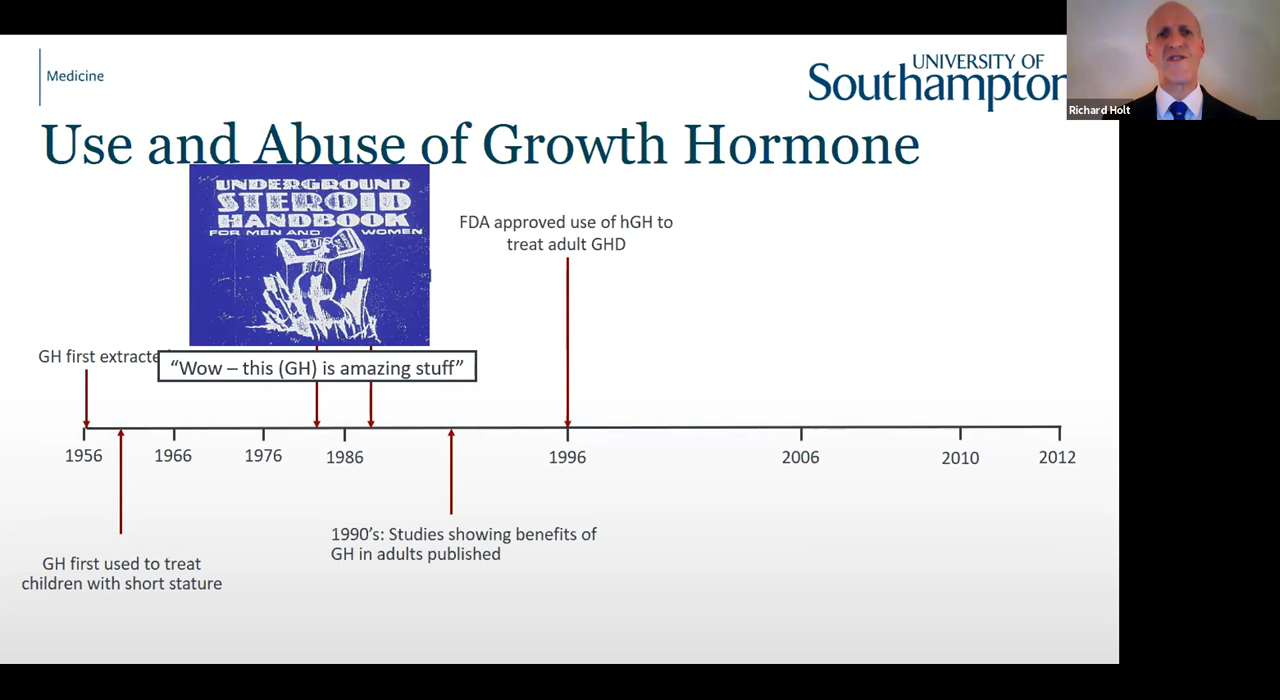 Medicine
UNIVERSITY OF
Southampton
Richard Holt
Use and Abuse of Growth Hormone
UNDERGROUND
STEROID
HANDBOOK
FOR MEN AND WOMEN
FDA approved use of hGH to
treat adult GHD
GH first extracte
“Wow – this (GH) is amazing stuff”
1956 1966 1976 1986 1996 2006 2010 2012
1990’s: Studies showing benefits of
GH in adults published
GH first used to treat
children with short stature